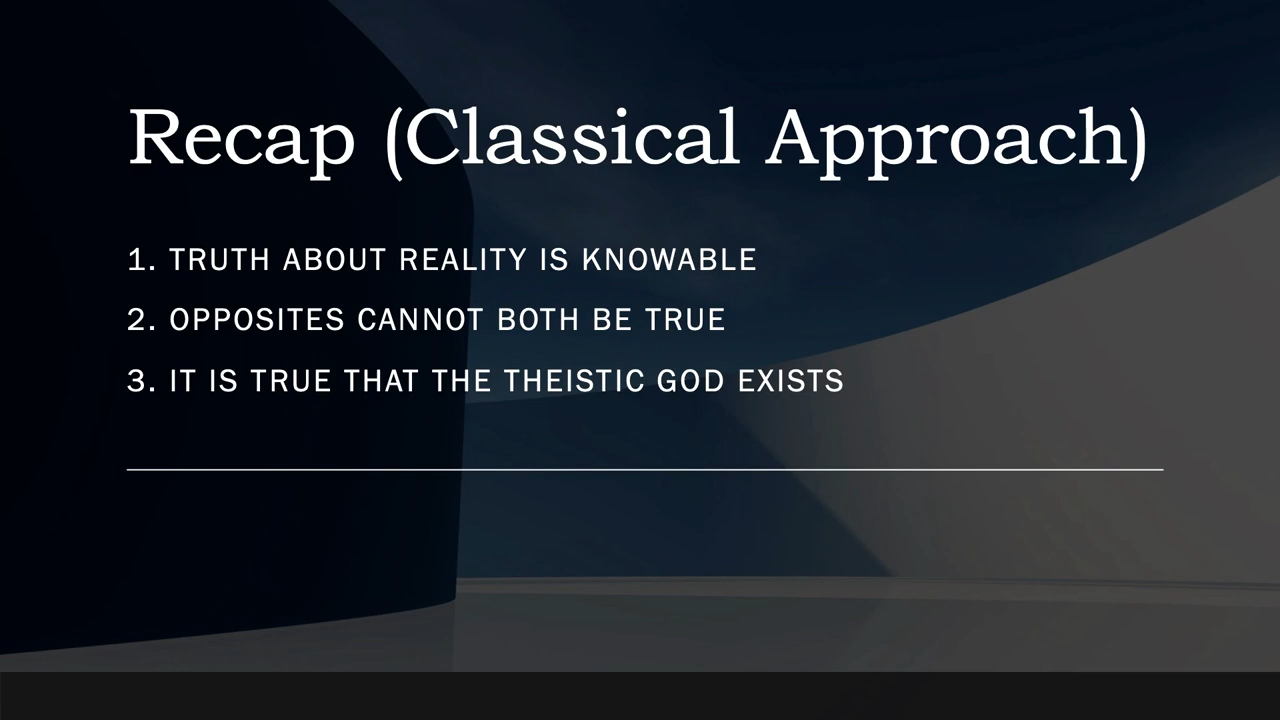 Recap (Classical Approach)
1. TRUTH ABOUT REALITY IS KNOWABLE
2. OPPOSITES CANNOT BOTH BE TRUE
3. IT IS TRUE THAT THE THEISTIC GOD EXISTS